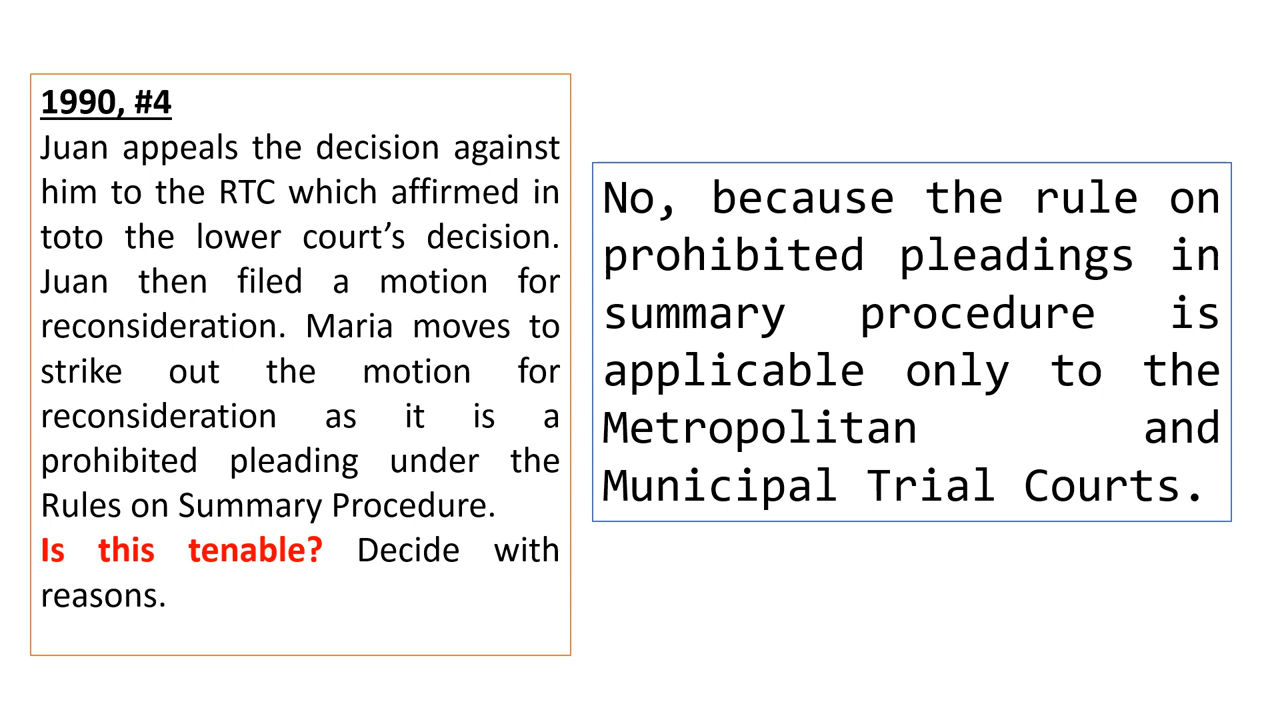 1990, #4
Juan appeals the decision against
him to the RTC which affirmed in
toto the lower court’s decision.
Juan then filed a motion for
reconsideration. Maria moves to
strike out the motion for
reconsideration as it is a
prohibited pleading under the
Rules on Summary Procedure.
Is this tenable? Decide with
reasons.
No, because the rule on
prohibited pleadings in
summary procedure is
applicable only to the
Metropolitan and
Municipal Trial Courts.